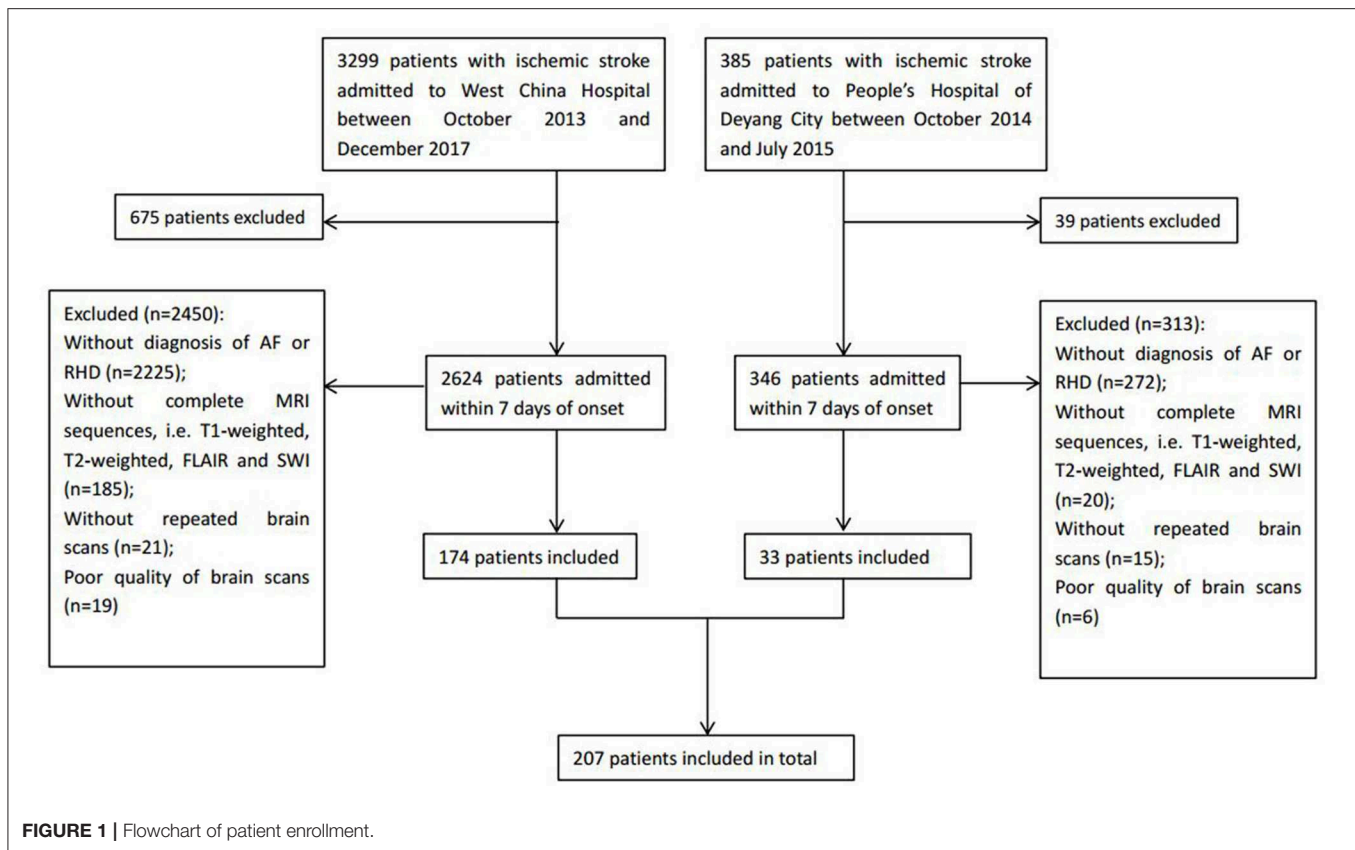 3299 patients with ischemic stroke
admitted to West China Hospital
between October 2013 and
December 2017
385 patients with ischemic stroke
admitted to People's Hospital of
Deyang City between October 2014
and July 2015
675 patients excluded
39 patients excluded
Excluded (n=2450):
Without diagnosis of AF or
RHD (n=2225);
Without complete MRI
sequences, i.e. T1-weighted,
T2-weighted, FLAIR and SWI
(n=185);
Without repeated brain
scans (n=21);
Poor quality of brain scans
(n=19)
2624 patients admitted
within 7 days of onset
346 patients admitted
within 7 days of onset
Excluded (n=313):
Without diagnosis of AF or
RHD (n=272);
Without complete MRI
sequences, i.e. T1-weighted,
T2-weighted, FLAIR and SWI
(n=20);
Without repeated brain
scans (n=15);
Poor quality of brain scans
(n=6)
174 patients included
33 patients included
207 patients included in total
FIGURE 1 | Flowchart of patient enrollment.